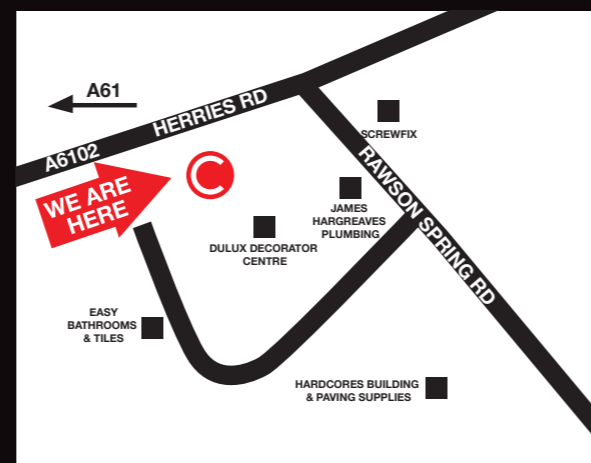 A61
HERRIES RD
A6102
WE ARE
HERE
C
SCREWFIX
RAWSON SPRING RD
JAMES
HARGREAVES
PLUMBING
DULUX DECORATOR
CENTRE
EASY
BATHROOMS
& TILES
HARDCORES BUILDING
& PAVING SUPPLIES